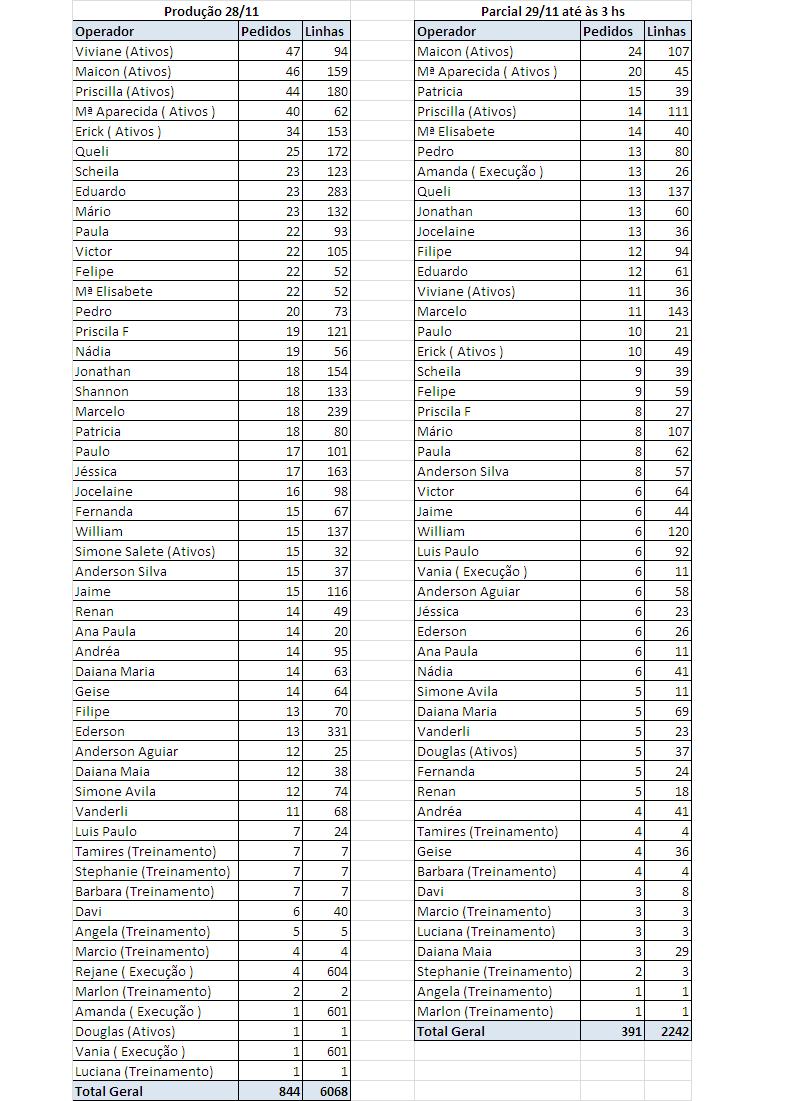 Produção 28/11
Operador Pedidos Linhas
Viviane (Ativos) 47 94
Maicon (Ativos) 46 159
Priscilla (Ativos) 44 180
Mª Aparecida ( Ativos ) 40 62
Erick ( Ativos ) 34 153
Queli 25 172
Scheila 23 123
Eduardo 23 283
Mário 23 132
Paula 22 93
Victor 22 105
Felipe 22 52
Mª Elisabete 22 52
Pedro 20 73
Priscila F 19 121
Nádia 19 56
Jonathan 18 154
Shannon 18 133
Marcelo 18 239
Patricia 18 80
Paulo 17 101
Jéssica 17 163
Jocelaine 16 98
Fernanda 15 67
William 15 137
Simone Salete (Ativos) 15 32
Anderson Silva 15 37
Jaime 15 116
Renan 14 49
Ana Paula 14 20
Andréa 14 95
Daiana Maria 14 63
Geise 14 64
Filipe 13 70
Ederson 13 331
Anderson Aguiar 12 25
Daiana Maia 12 38
Simone Avila 12 74
Vanderli 11 68
Luis Paulo 7 24
Tamires (Treinamento) 7 7
Stephanie (Treinamento) 7 7
Barbara (Treinamento) 7 7
Davi 6 40
Angela (Treinamento) 5 5
Marcio (Treinamento) 4 4
Rejane ( Execução ) 4 604
Marlon (Treinamento) 2 2
Amanda ( Execução ) 1 601
Douglas (Ativos) 1 1
Vania ( Execução ) 1 601
Luciana (Treinamento) 1 1
Total Geral 844 6068
Parcial 29/11 até às 3 hs
Operador Pedidos Linhas
Maicon (Ativos) 24 107
Mª Aparecida ( Ativos ) 20 45
Patricia 15 39
Priscilla (Ativos) 14 111
Mª Elisabete 14 40
Pedro 13 80
Amanda ( Execução ) 13 26
Queli 13 137
Jonathan 13 60
Jocelaine 13 36
Filipe 12 94
Eduardo 12 61
Viviane (Ativos) 11 36
Marcelo 11 143
Paulo 10 21
Erick ( Ativos ) 10 49
Scheila 9 39
Felipe 9 59
Priscila F 8 27
Mário 8 107
Paula 8 62
Anderson Silva 8 57
Victor 6 64
Jaime 6 44
William 6 120
Luis Paulo 6 92
Vania ( Execução ) 6 11
Anderson Aguiar 6 58
Jéssica 6 23
Ederson 6 26
Ana Paula 6 11
Nádia 6 41
Simone Avila 5 11
Daiana Maria 5 69
Vanderli 5 23
Douglas (Ativos) 5 37
Fernanda 5 24
Renan 5 18
Andréa 4 41
Tamires (Treinamento) 4 4
Geise 4 36
Barbara (Treinamento) 4 4
Davi 3 8
Marcio (Treinamento) 3 3
Luciana (Treinamento) 3 3
Daiana Maia 3 29
Stephanie (Treinamento) 2 3
Angela (Treinamento) 1 1
Marlon (Treinamento) 1 1
Total Geral 391 2242